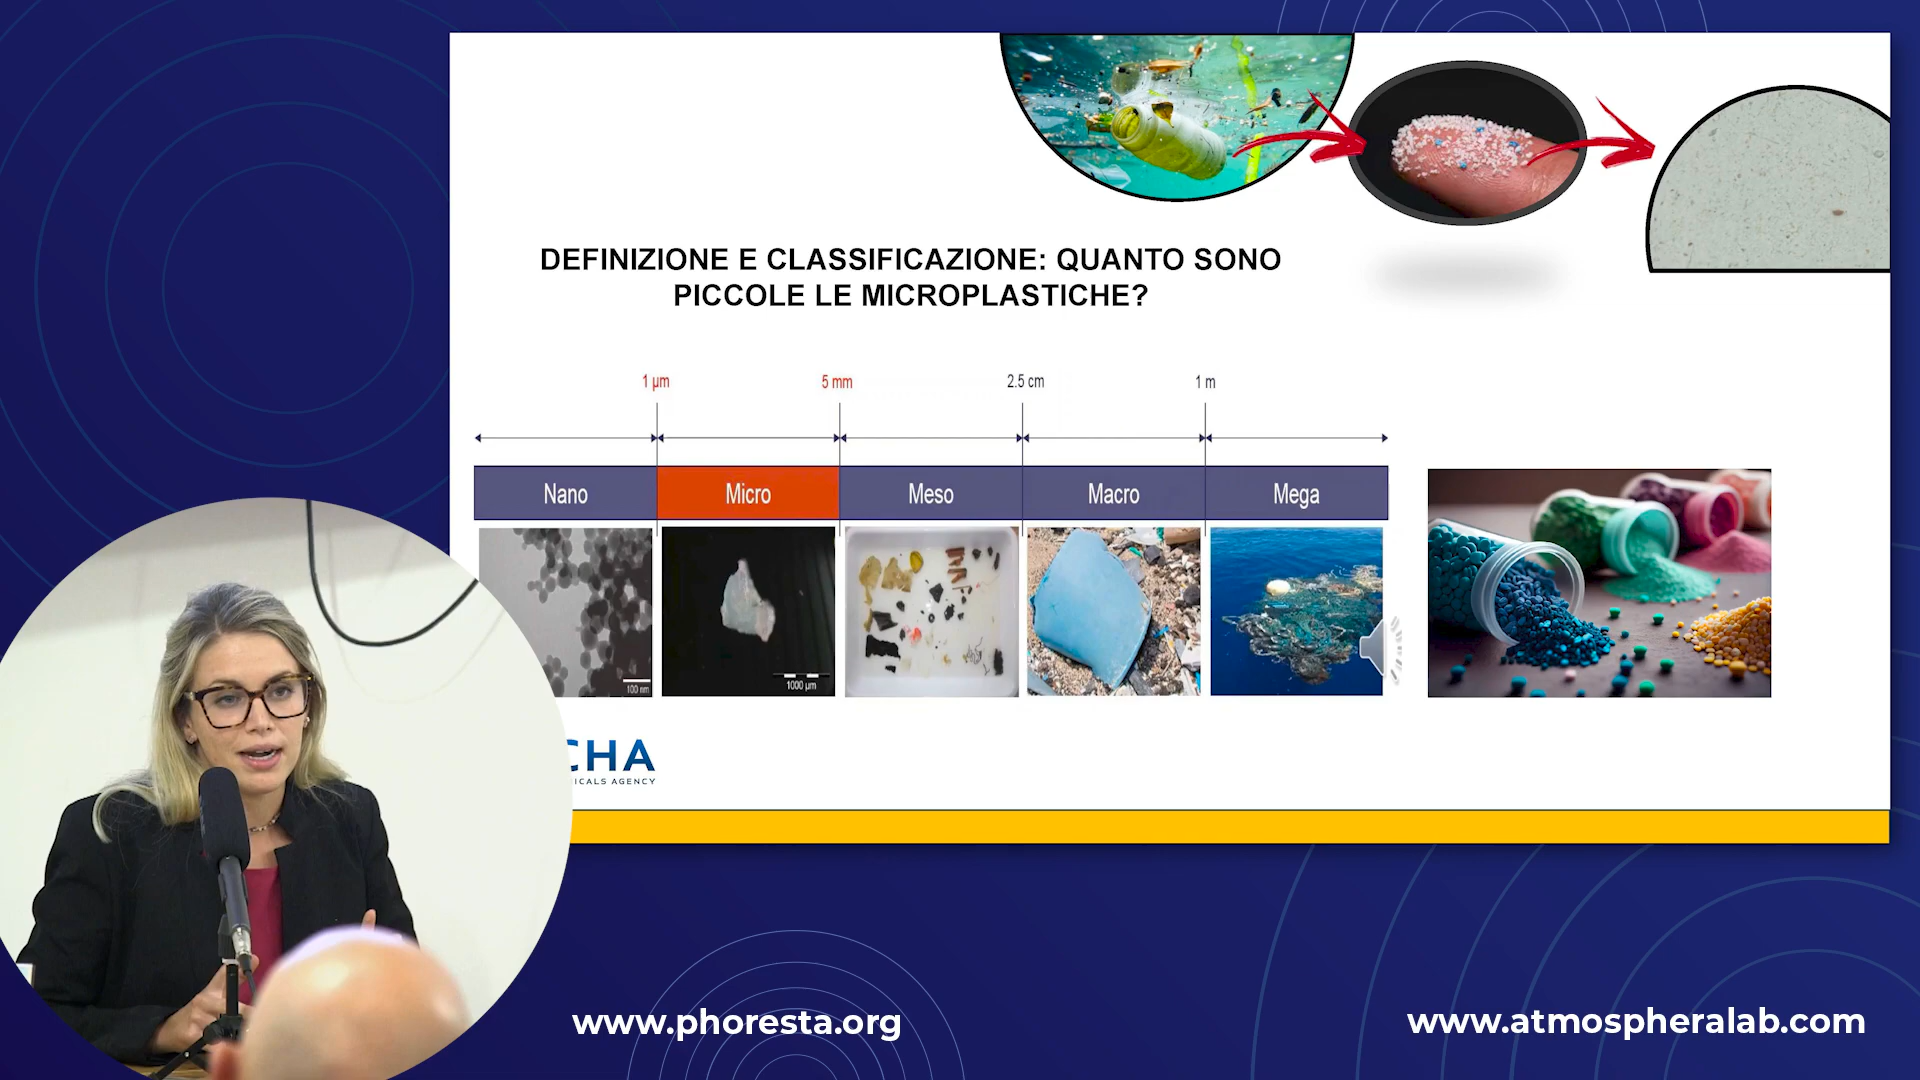 DEFINIZIONE E CLASSIFICAZIONE: QUANTO SONO
PICCOLE LE MICROPLASTICHE?
1 µm
5 mm
2.5 cm
1 m
Nano
Micro
Meso
Macro
Mega
100 nm
1000 µm
CHA
ICALS AGENCY
www.phoresta.org
www.atmospheralab.com